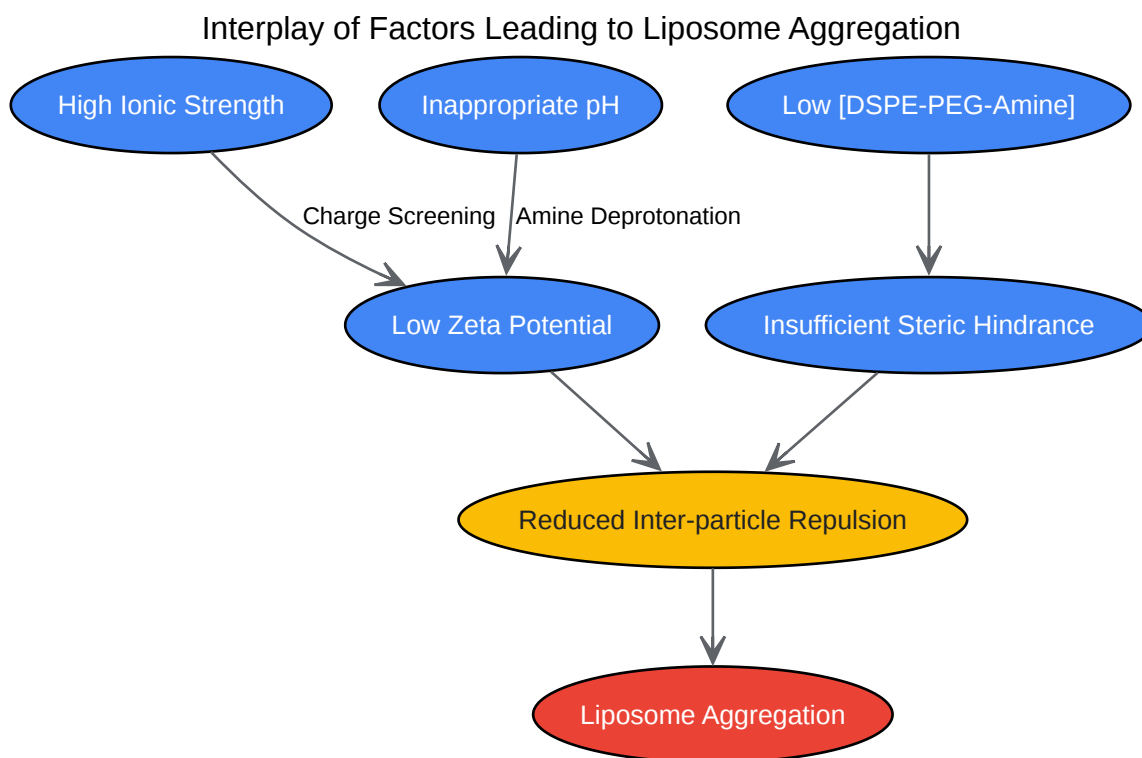 Interplay of Factors Leading to Liposome Aggregation
High Ionic Strength
Inappropriate pH
Low [DSPE-PEG-Amine]
Charge Screening
Amine Deprotonation
Low Zeta Potential
Insufficient Steric Hindrance
Reduced Inter-particle Repulsion
Liposome Aggregation